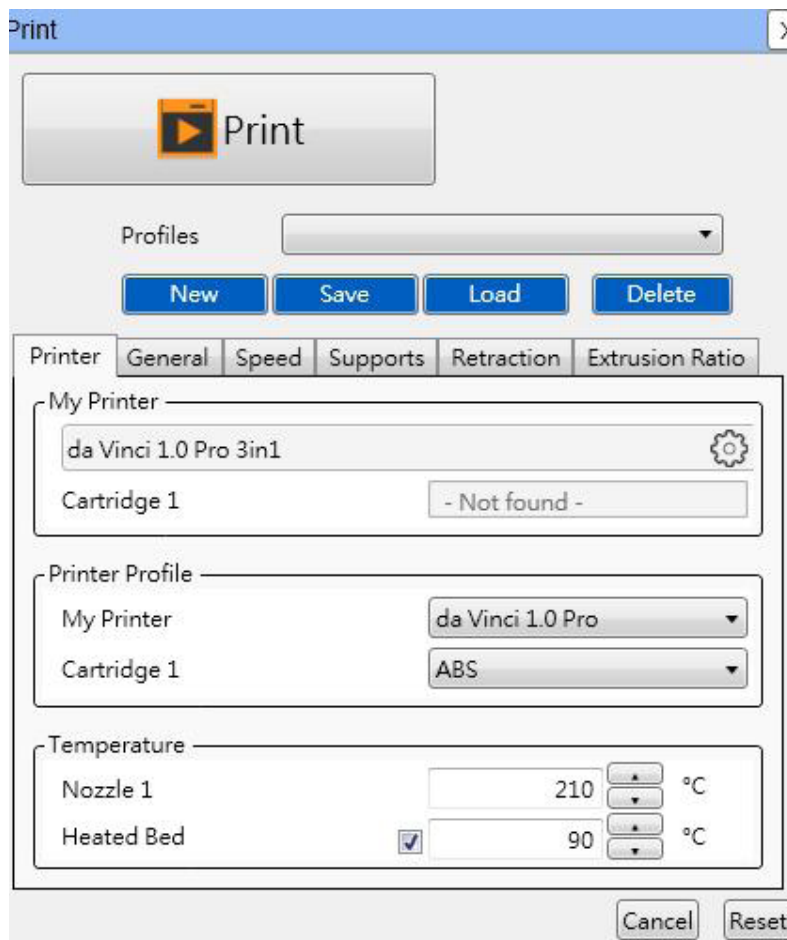 Print
Print
Profiles
New Save Load Delete
Printer General Speed Supports Retraction Extrusion Ratio
My Printer
da Vinci 1.0 Pro 3in1
Cartridge 1 - Not found -
Printer Profile
My Printer da Vinci 1.0 Pro
Cartridge 1 ABS
Temperature
Nozzle 1 210 °C
Heated Bed 90 °C
Cancel Reset